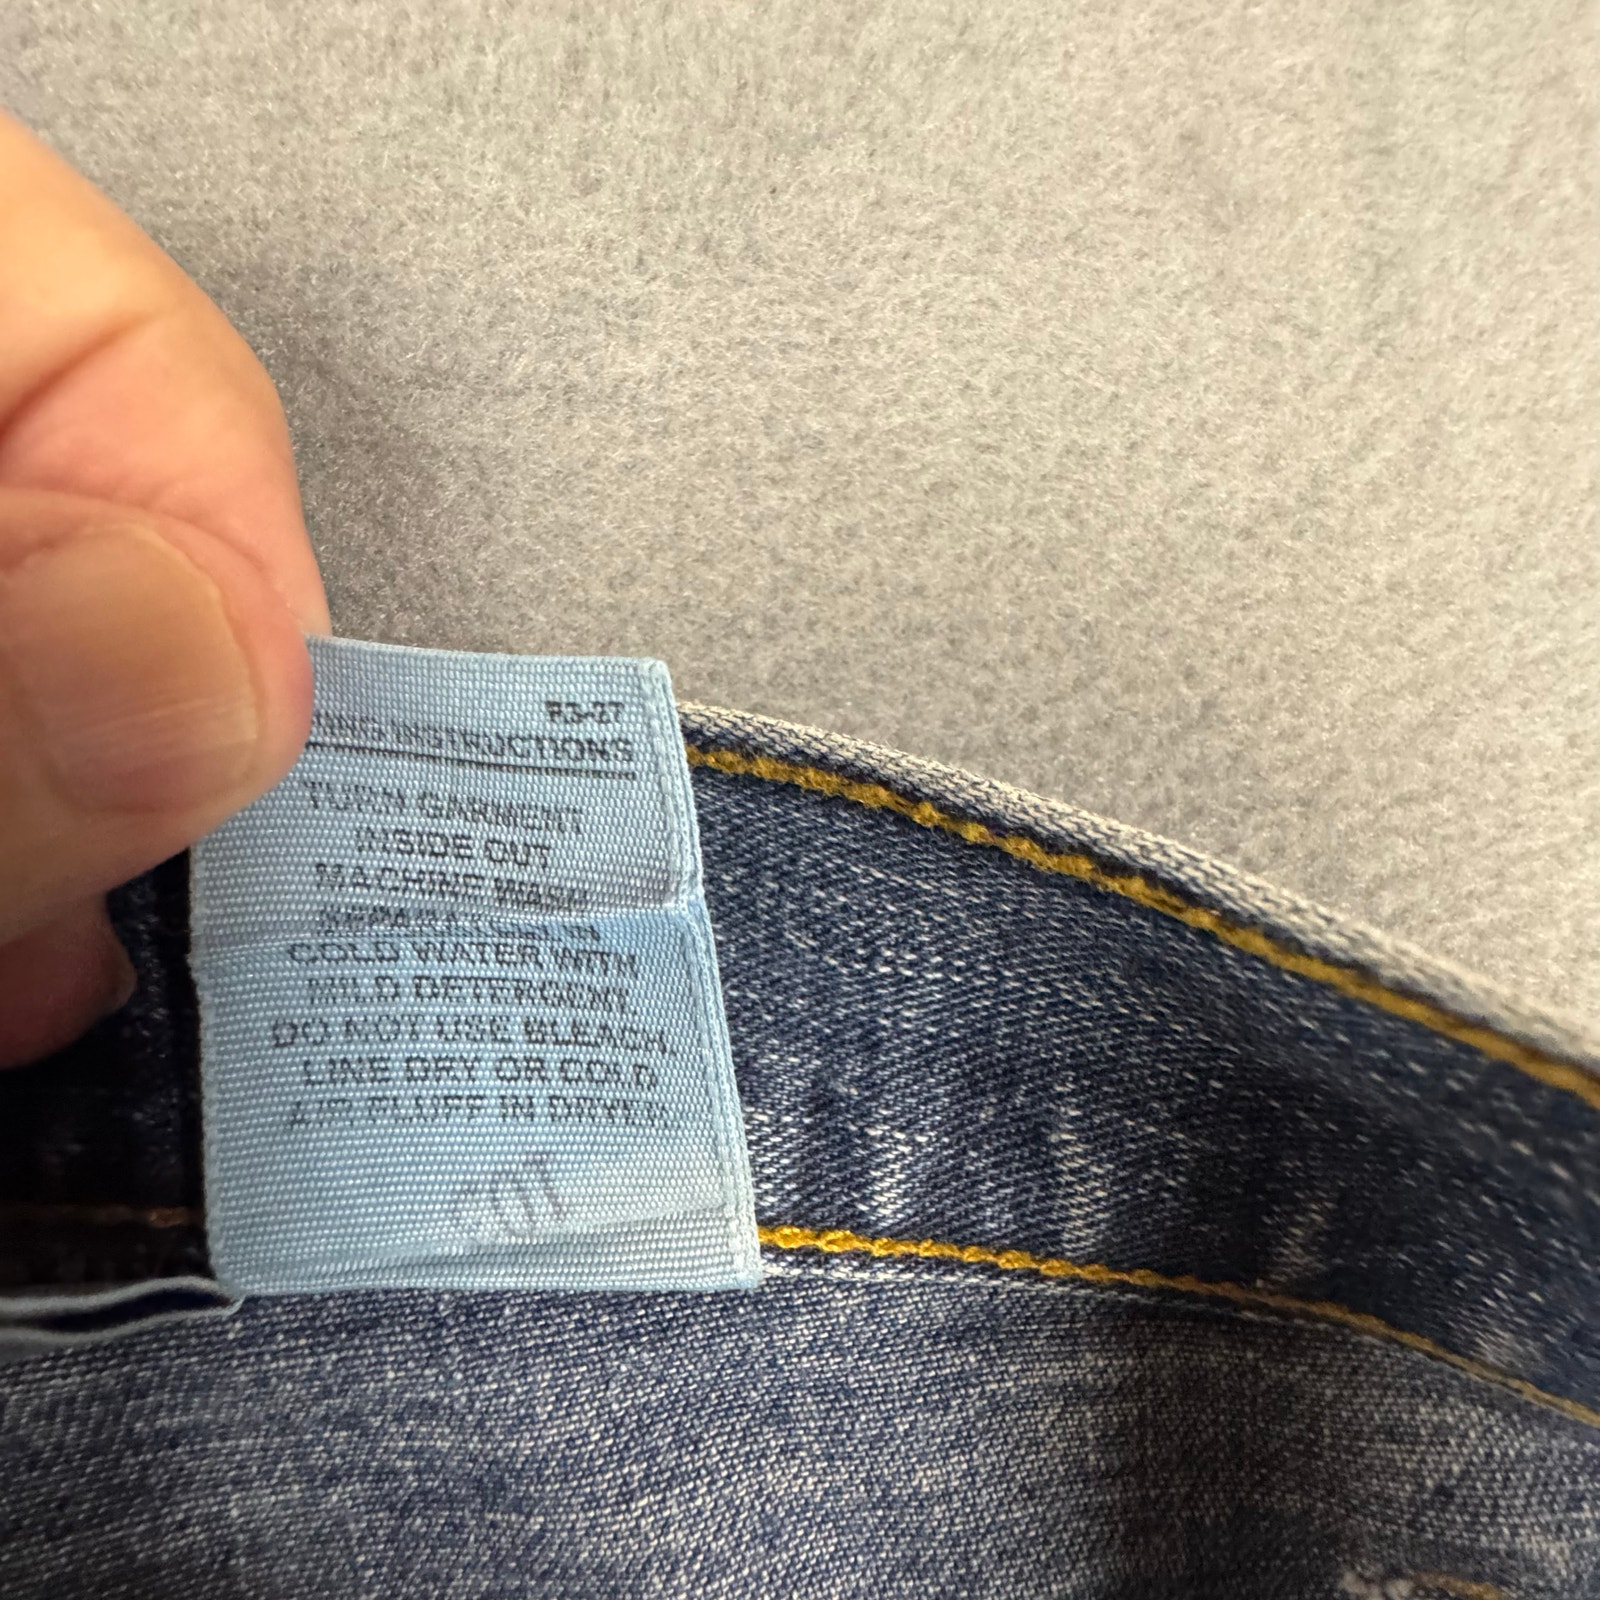 INSTRUCTIONS
TURN GARMENT
INSIDE OUT
MACHINE WASH
COLD WATER WITH
MILD DETERGENT.
DO NOT USE BLEACH.
LINE DRY OR COLD
AIR FLUFF IN DRYER.